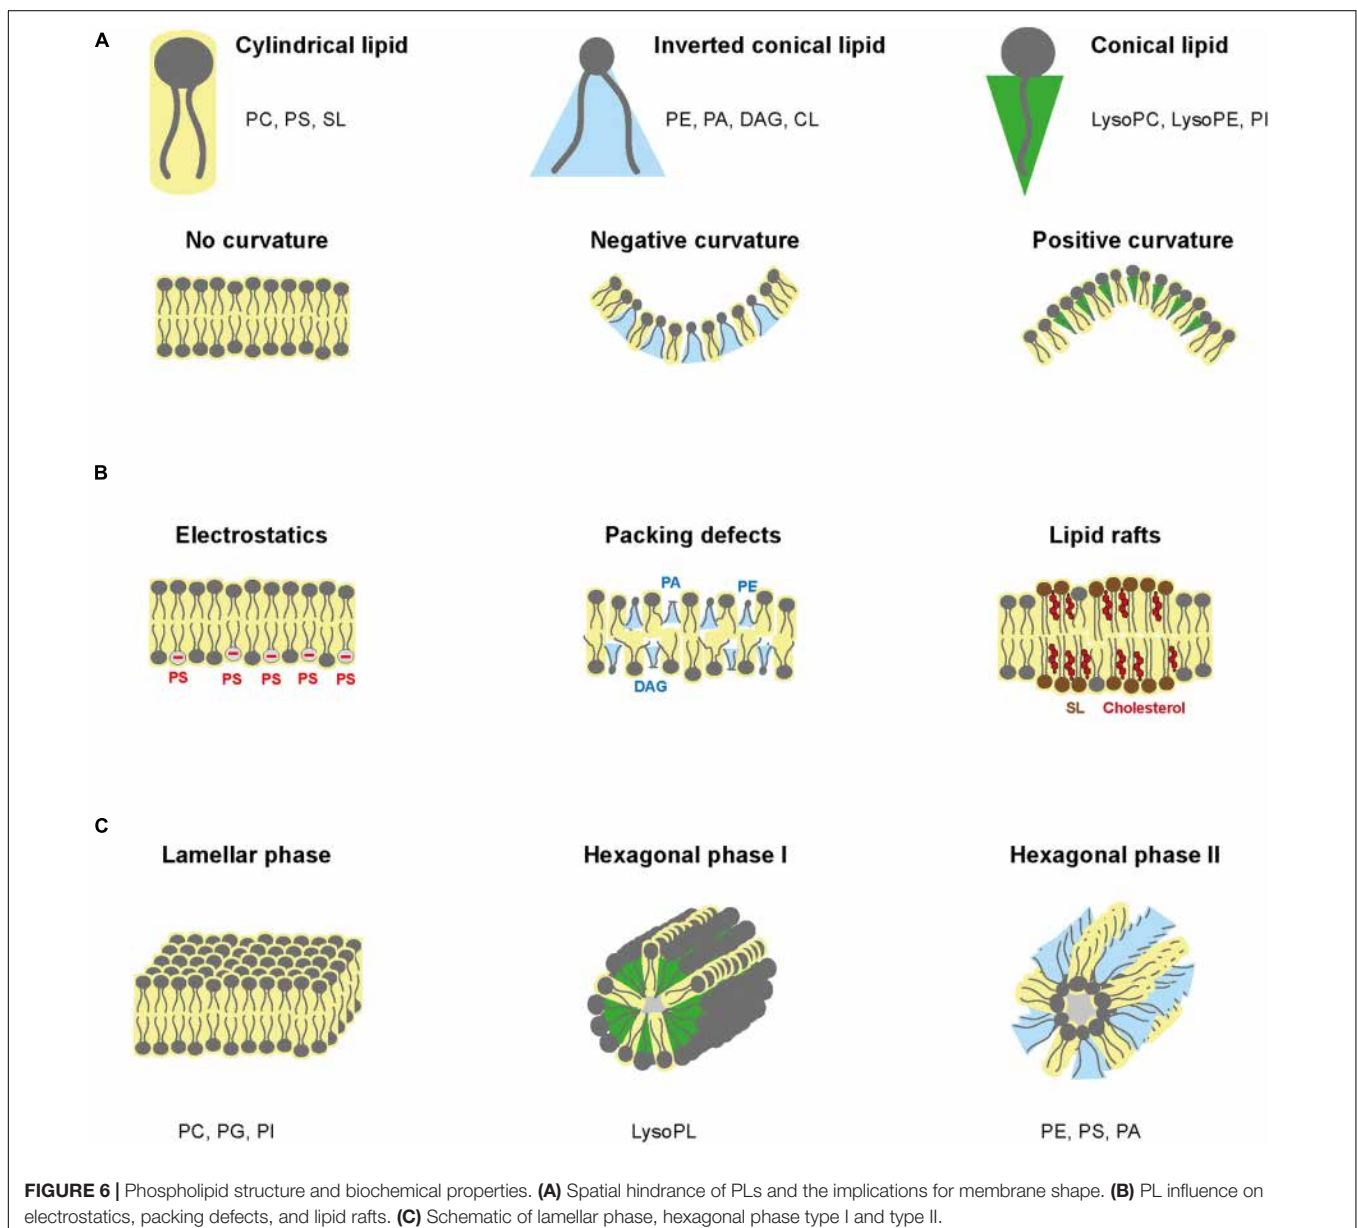 A
Cylindrical lipid
PC, PS, SL
Inverted conical lipid
PE, PA, DAG, CL
Conical lipid
LysoPC, LysoPE, PI
No curvature
Negative curvature
Positive curvature
B
Electrostatics
Packing defects
Lipid rafts
PA
PE
PS
PS
PS
PS
PS
DAG
SL
Cholesterol
C
Lamellar phase
Hexagonal phase I
Hexagonal phase II
PC, PG, PI
LysoPL
PE, PS, PA
FIGURE 6 | Phospholipid structure and biochemical properties. (A) Spatial hindrance of PLs and the implications for membrane shape. (B) PL influence on
electrostatics, packing defects, and lipid rafts. (C) Schematic of lamellar phase, hexagonal phase type I and type II.